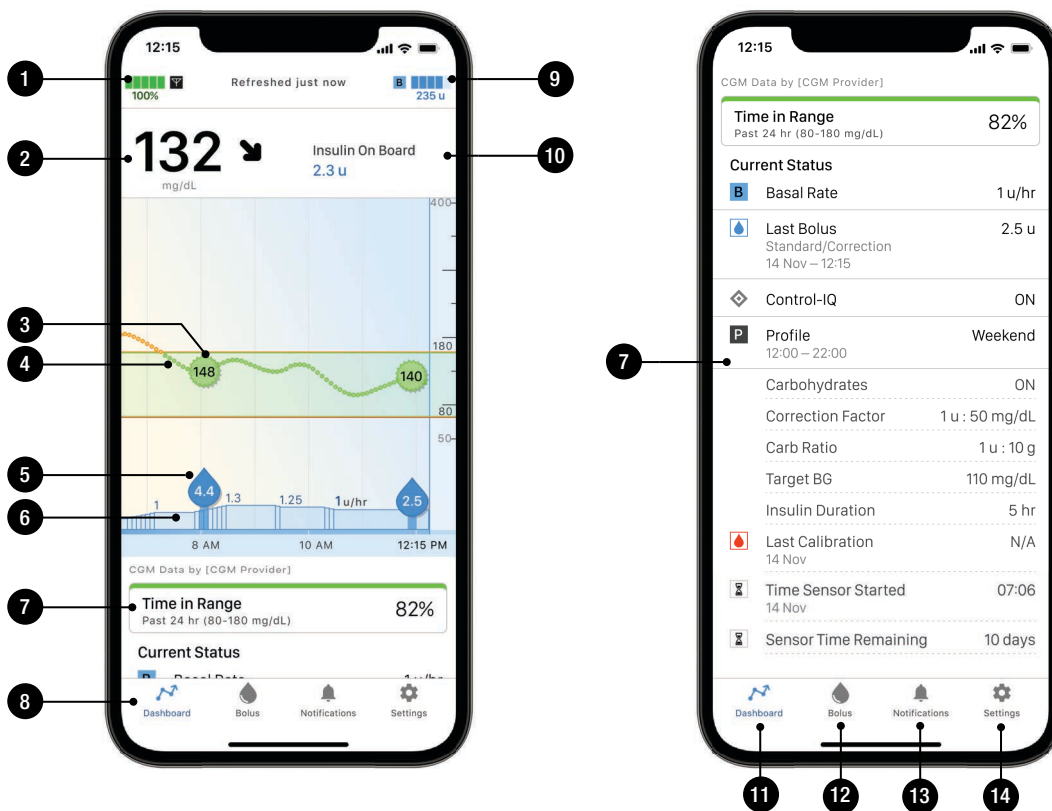 12:15
1
100%
Refreshed just now
B
235 u
9
2
132
mg/dL
Insulin On Board
2.3 u
10
400
3
180
4
148
140
80
50
5
4.4
2.5
6
1
1.3
1.25
1 u/hr
8 AM
10 AM
12:15 PM
CGM Data by [CGM Provider]
7
Time in Range
82%
Past 24 hr (80-180 mg/dL)
Current Status
B Basal Rate 1 u/hr
8
Dashboard
Bolus
Notifications
Settings
12:15
CGM Data by [CGM Provider]
Time in Range
82%
Past 24 hr (80-180 mg/dL)
Current Status
B Basal Rate 1 u/hr
Last Bolus 2.5 u
Standard/Correction
14 Nov – 12:15
Control-IQ ON
P Profile Weekend
12:00 – 22:00
7
Carbohydrates ON
Correction Factor 1 u : 50 mg/dL
Carb Ratio 1 u : 10 g
Target BG 110 mg/dL
Insulin Duration 5 hr
Last Calibration N/A
14 Nov
Time Sensor Started 07:06
14 Nov
Sensor Time Remaining 10 days
Dashboard
Bolus
Notifications
Settings
11
12
13
14